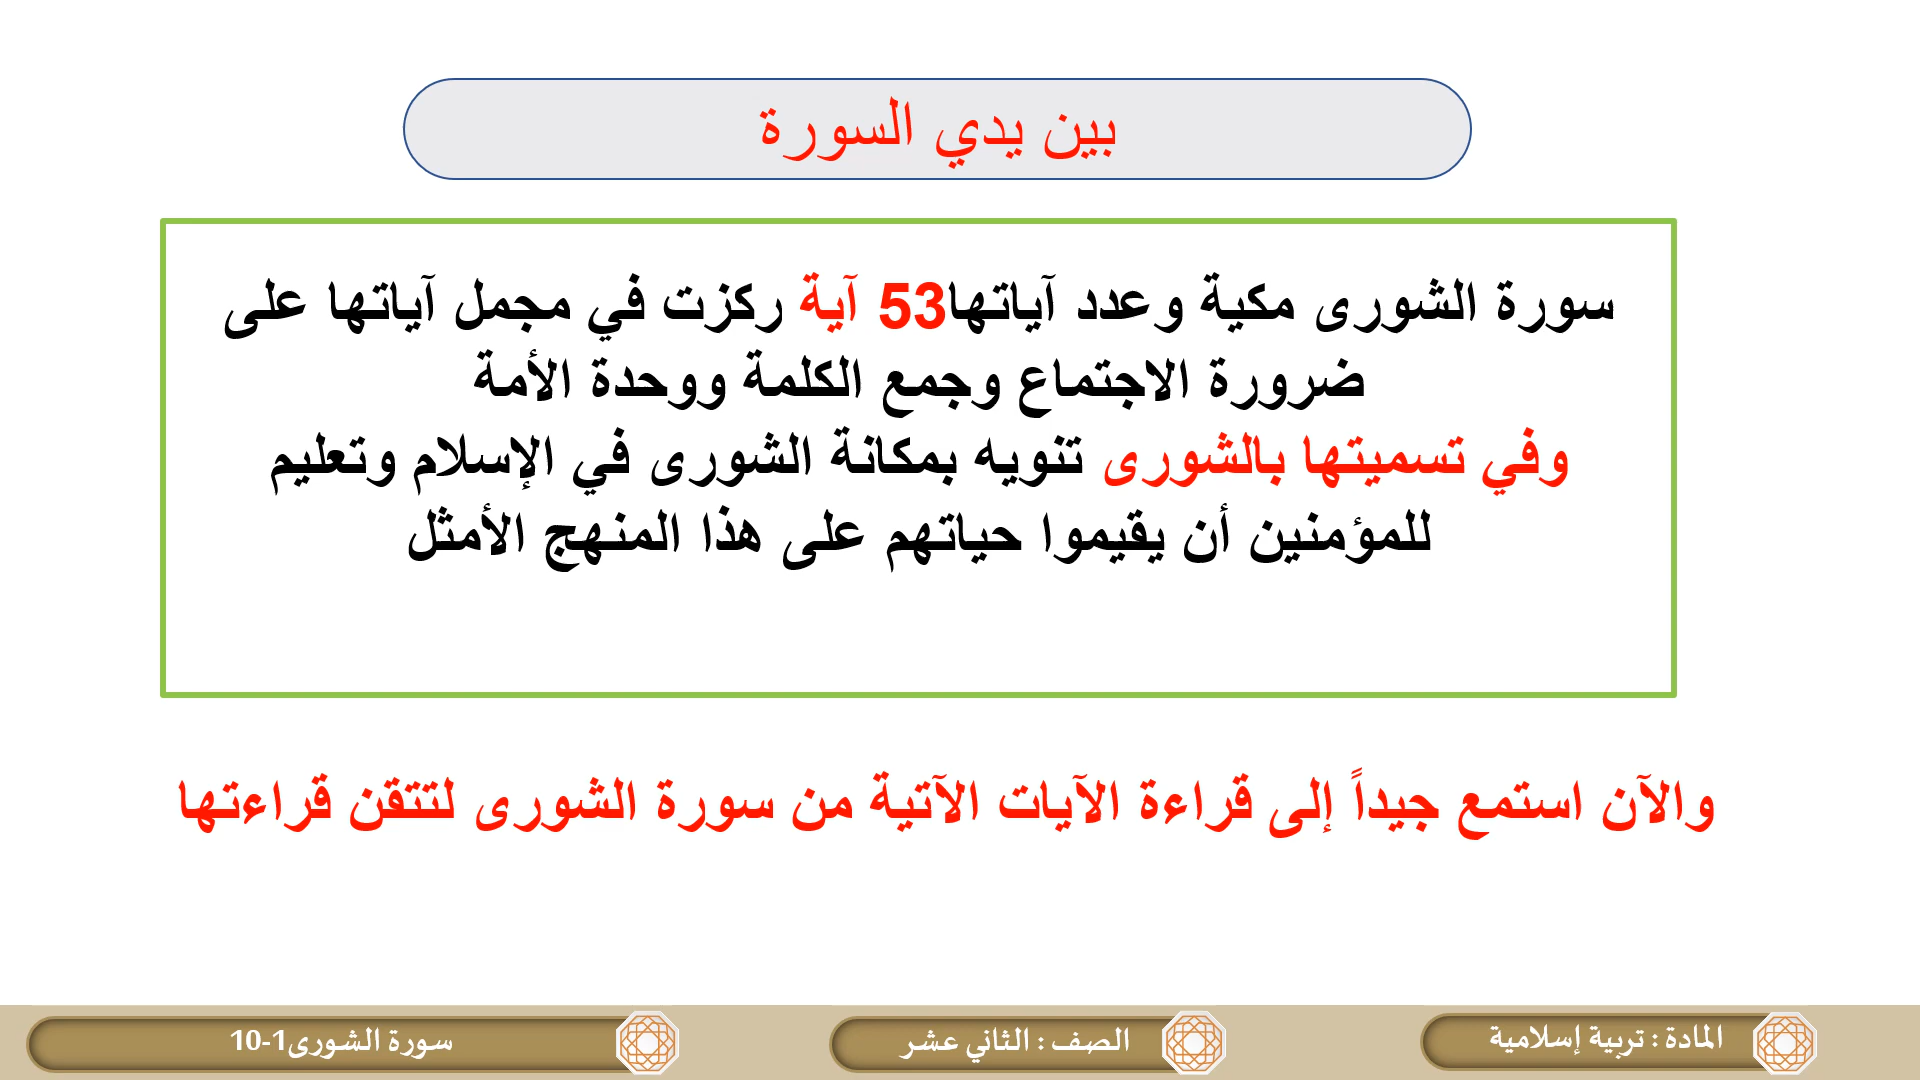 بين يدي السورة
سورة الشورى مكية وعدد آياتها53 آية ركزت في مجمل آياتها على
ضرورة الاجتماع وجمع الكلمة ووحدة الأمة
وفي تسميتها بالشورى تنويه بمكانة الشورى في الإسلام وتعليم
للمؤمنين أن يقيموا حياتهم على هذا المنهج الأمثل
والآن استمع جيداً إلى قراءة الآيات الآتية من سورة الشورى لتتقن قراءتها
المادة : تربية إسلامية
الصف : الثاني عشر
سورة الشورى1-10